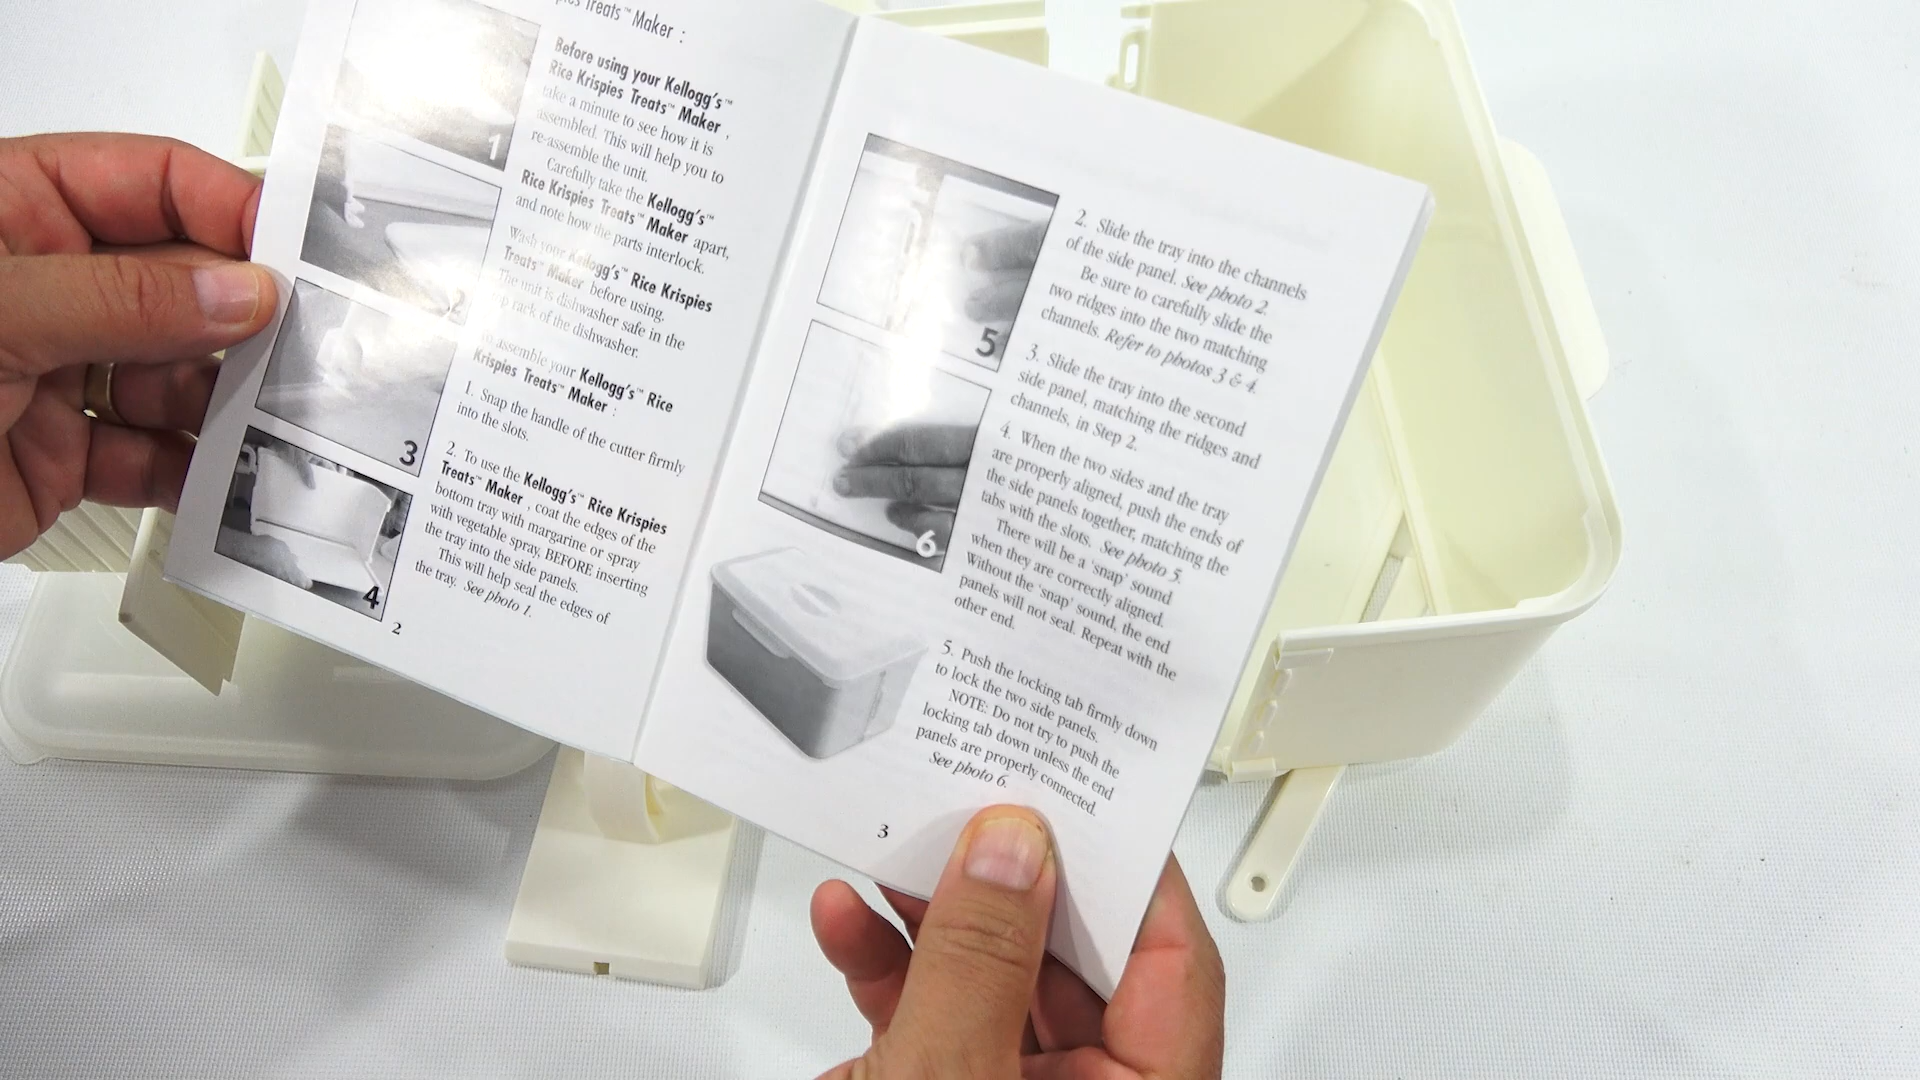 Treats™ Maker :
Before using your Kellogg's™
Rice Krispies Treats™ Maker ,
take a minute to see how it is
assembled. This will help you to
re-assemble the unit.
Carefully take the Kellogg's™
Rice Krispies Treats™ Maker apart,
and note how the parts interlock.
Wash your Kellogg's™ Rice Krispies
Treats™ Maker before using.
The unit is dishwasher safe in the
top rack of the dishwasher.
To assemble your Kellogg's™ Rice
Krispies Treats™ Maker :
1. Snap the handle of the cutter firmly
into the slots.
2. To use the Kellogg's™ Rice Krispies
Treats™ Maker , coat the edges of the
bottom tray with margarine or spray
with vegetable spray, BEFORE inserting
the tray into the side panels.
This will help seal the edges of
the tray. See photo 1.
1
2
3
4
2
5
6
2. Slide the tray into the channels
of the side panel. See photo 2.
Be sure to carefully slide the
two ridges into the two matching
channels. Refer to photos 3 & 4.
3. Slide the tray into the second
side panel, matching the ridges and
channels, in Step 2.
4. When the two sides and the tray
are properly aligned, push the ends of
the side panels together, matching the
tabs with the slots. See photo 5.
There will be a 'snap' sound
when they are correctly aligned.
Without the 'snap' sound, the end
panels will not seal. Repeat with the
other end.
5. Push the locking tab firmly down
to lock the two side panels.
NOTE: Do not try to push the
locking tab down unless the end
panels are properly connected.
See photo 6.
3